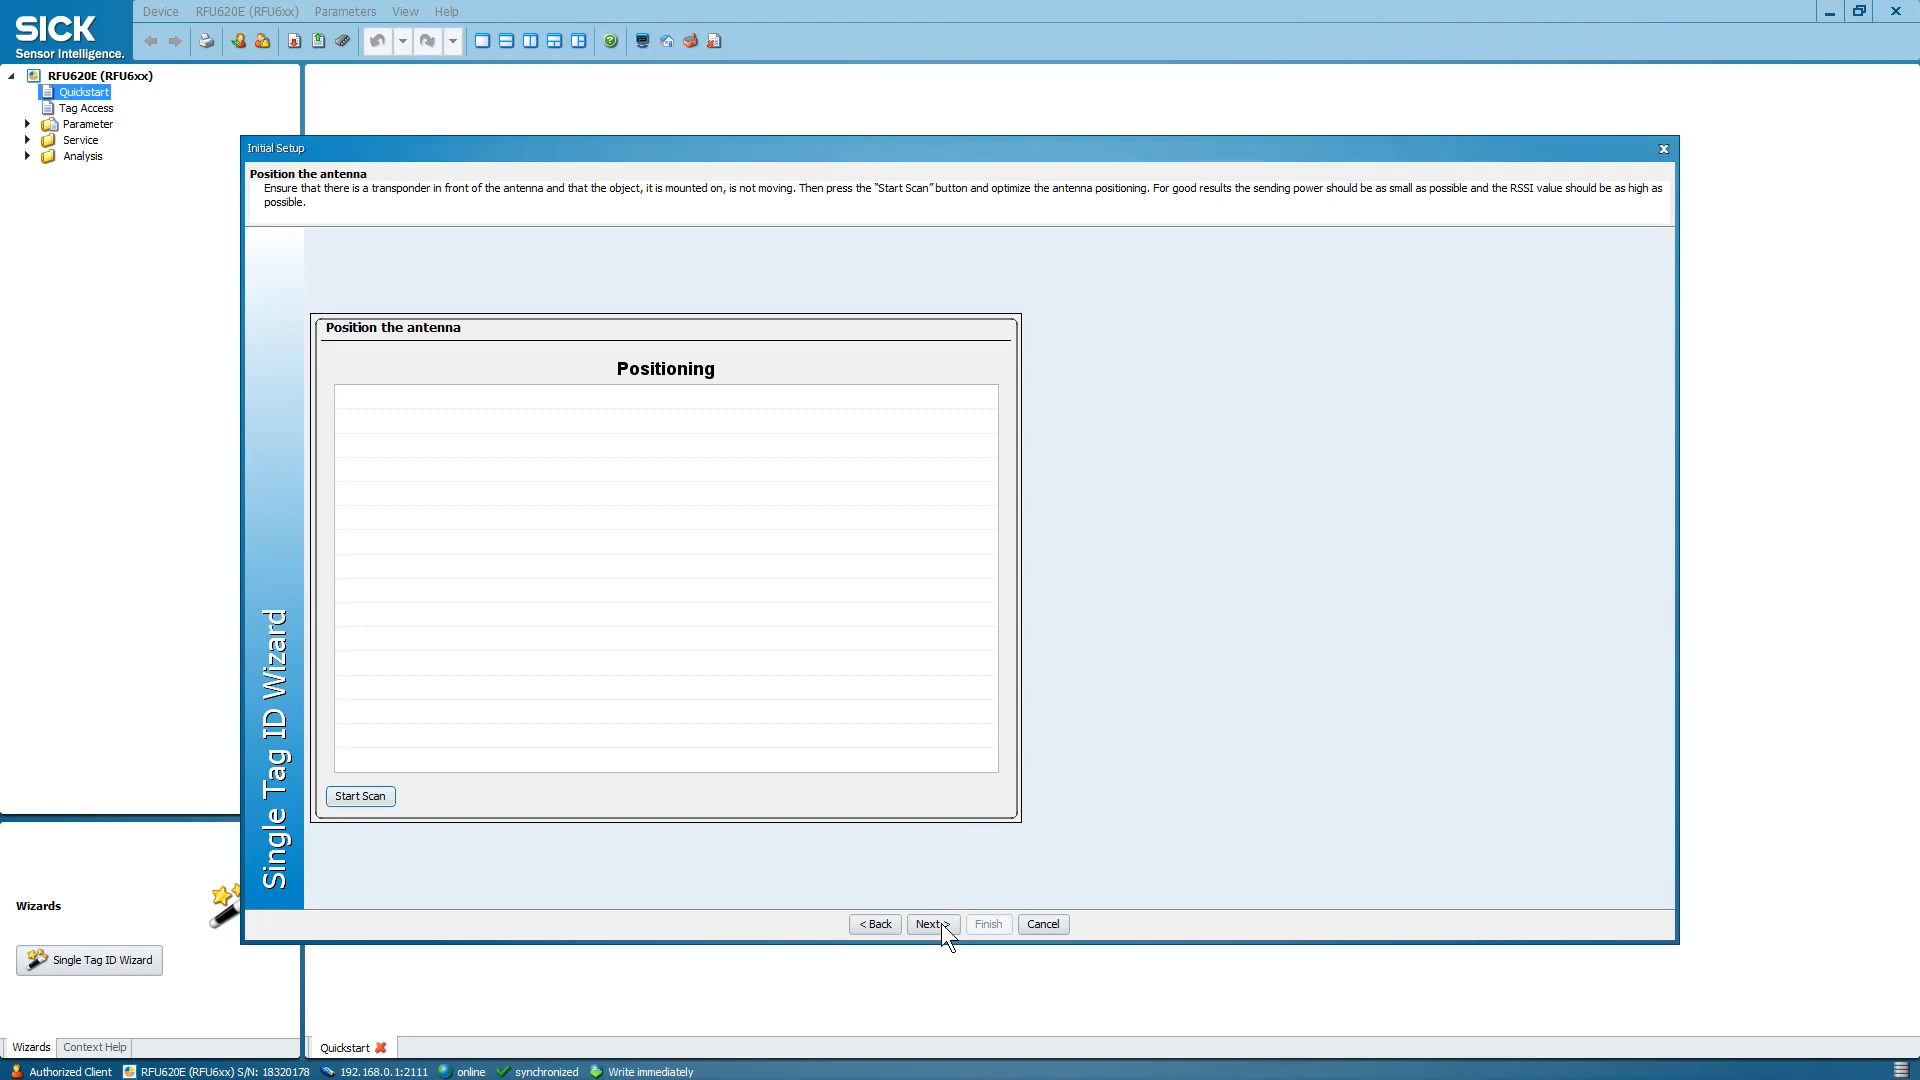 SICK
Sensor Intelligence.
Device RFU620E (RFU6xx) Parameters View Help
RFU620E (RFU6xx)
Quickstart
Tag Access
Parameter
Service
Analysis
Initial Setup
Position the antenna
Ensure that there is a transponder in front of the antenna and that the object, it is mounted on, is not moving. Then press the "Start Scan" button and optimize the antenna positioning. For good results the sending power should be as small as possible and the RSSI value should be as high as
possible.
Position the antenna
Positioning
Start Scan
Single Tag ID Wizard
< Back Next > Finish Cancel
Wizards
Single Tag ID Wizard
Wizards Context Help
Quickstart
Authorized Client RFU620E (RFU6xx) S/N: 18320178 192.168.0.1:2111 online synchronized Write immediately